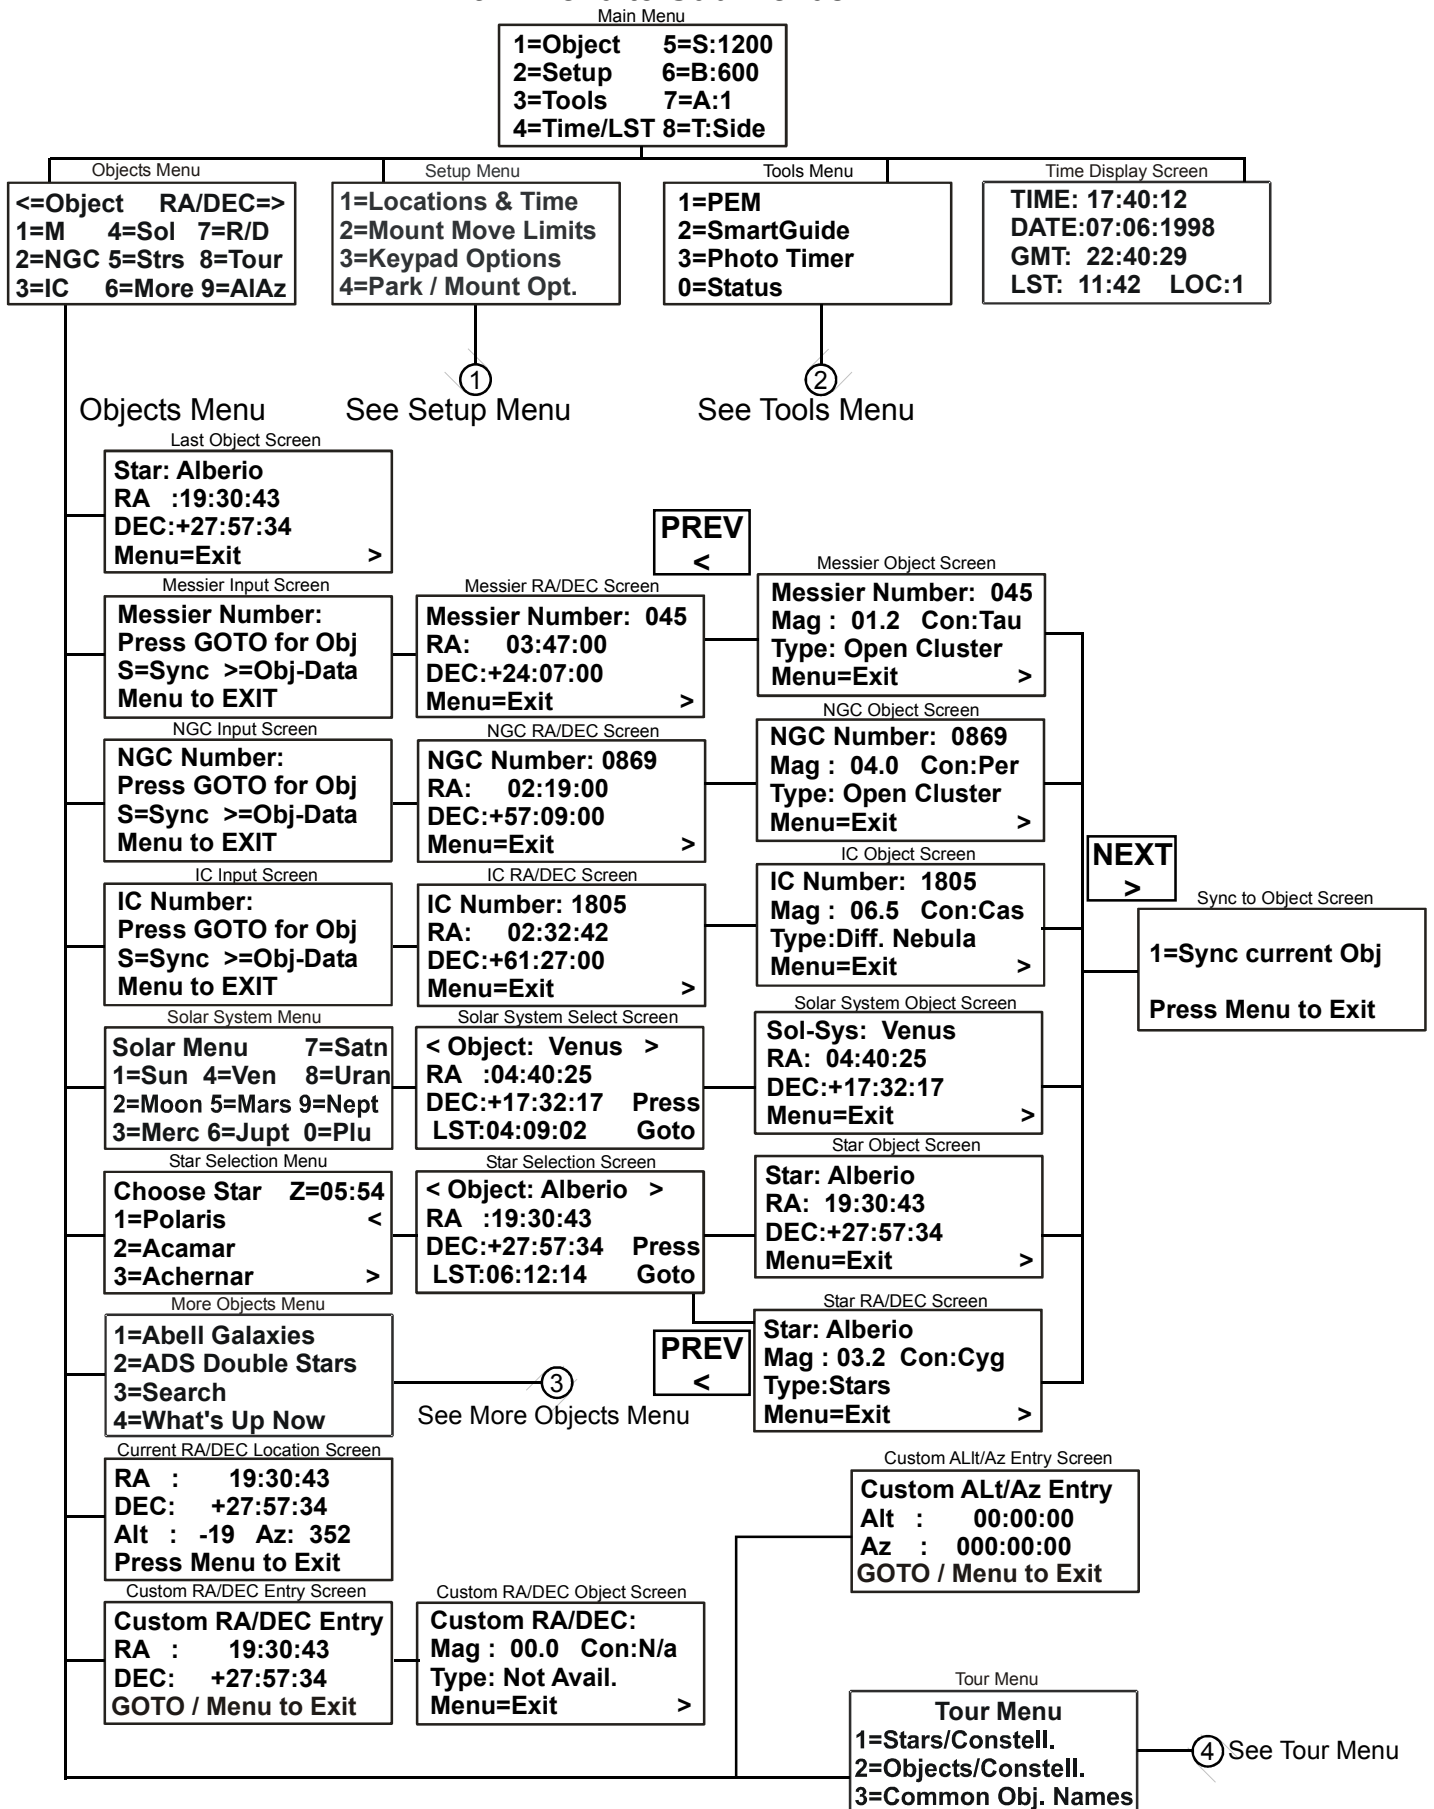 Main Menu
1=Object 5=S:1200
2=Setup 6=B:600
3=Tools 7=A:1
4=Time/LST 8=T:Side
Objects Menu
<=Object RA/DEC=>
1=M 4=Sol 7=R/D
2=NGC 5=Strs 8=Tour
3=IC 6=More 9=AlAz
Setup Menu
1=Locations & Time
2=Mount Move Limits
3=Keypad Options
4=Park / Mount Opt.
Tools Menu
1=PEM
2=SmartGuide
3=Photo Timer
0=Status
Time Display Screen
TIME: 17:40:12
DATE:07:06:1998
GMT: 22:40:29
LST: 11:42 LOC:1
Objects Menu
1
See Setup Menu
2
See Tools Menu
Last Object Screen
Star: Alberio
RA :19:30:43
DEC:+27:57:34
Menu=Exit >
PREV
<
Messier Input Screen
Messier Number:
Press GOTO for Obj
S=Sync >=Obj-Data
Menu to EXIT
Messier RA/DEC Screen
Messier Number: 045
RA: 03:47:00
DEC:+24:07:00
Menu=Exit >
Messier Object Screen
Messier Number: 045
Mag : 01.2 Con:Tau
Type: Open Cluster
Menu=Exit >
NGC Input Screen
NGC Number:
Press GOTO for Obj
S=Sync >=Obj-Data
Menu to EXIT
NGC RA/DEC Screen
NGC Number: 0869
RA: 02:19:00
DEC:+57:09:00
Menu=Exit >
NGC Object Screen
NGC Number: 0869
Mag : 04.0 Con:Per
Type: Open Cluster
Menu=Exit >
NEXT
>
IC Input Screen
IC Number:
Press GOTO for Obj
S=Sync >=Obj-Data
Menu to EXIT
IC RA/DEC Screen
IC Number: 1805
RA: 02:32:42
DEC:+61:27:00
Menu=Exit >
IC Object Screen
IC Number: 1805
Mag : 06.5 Con:Cas
Type:Diff. Nebula
Menu=Exit >
Sync to Object Screen
1=Sync current Obj
Press Menu to Exit
Solar System Menu
Solar Menu 7=Satn
1=Sun 4=Ven 8=Uran
2=Moon 5=Mars 9=Nept
3=Merc 6=Jupt 0=Plu
Solar System Select Screen
< Object: Venus >
RA :04:40:25
DEC:+17:32:17 Press
LST:04:09:02 Goto
Solar System Object Screen
Sol-Sys: Venus
RA: 04:40:25
DEC:+17:32:17
Menu=Exit >
Star Selection Menu
Choose Star Z=05:54
1=Polaris <
2=Acamar
3=Achernar >
Star Selection Screen
< Object: Alberio >
RA :19:30:43
DEC:+27:57:34 Press
LST:06:12:14 Goto
Star Object Screen
Star: Alberio
RA: 19:30:43
DEC:+27:57:34
Menu=Exit >
More Objects Menu
1=Abell Galaxies
2=ADS Double Stars
3=Search
4=What's Up Now
3
See More Objects Menu
PREV
<
Star RA/DEC Screen
Star: Alberio
Mag : 03.2 Con:Cyg
Type:Stars
Menu=Exit >
Current RA/DEC Location Screen
RA : 19:30:43
DEC: +27:57:34
Alt : -19 Az: 352
Press Menu to Exit
Custom ALlt/Az Entry Screen
Custom ALt/Az Entry
Alt : 00:00:00
Az : 000:00:00
GOTO / Menu to Exit
Custom RA/DEC Entry Screen
Custom RA/DEC Entry
RA : 19:30:43
DEC: +27:57:34
GOTO / Menu to Exit
Custom RA/DEC Object Screen
Custom RA/DEC:
Mag : 00.0 Con:N/a
Type: Not Avail.
Menu=Exit >
Tour Menu
Tour Menu
1=Stars/Constell.
2=Objects/Constell.
3=Common Obj. Names
4 See Tour Menu